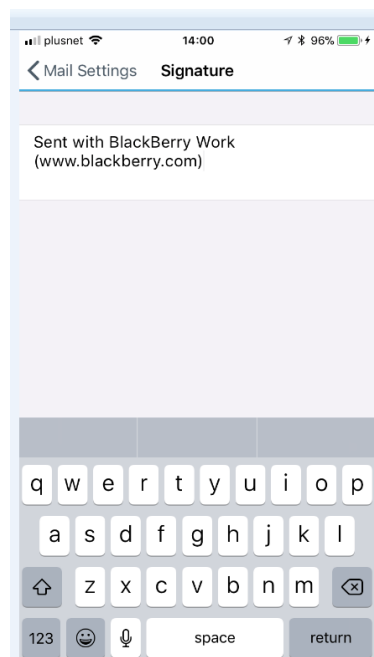 plusnet 14:00 96%
Mail Settings Signature
Sent with BlackBerry Work
(www.blackberry.com)
q w e r t y u i o p
a s d f g h j k l
z x c v b n m
123 space return